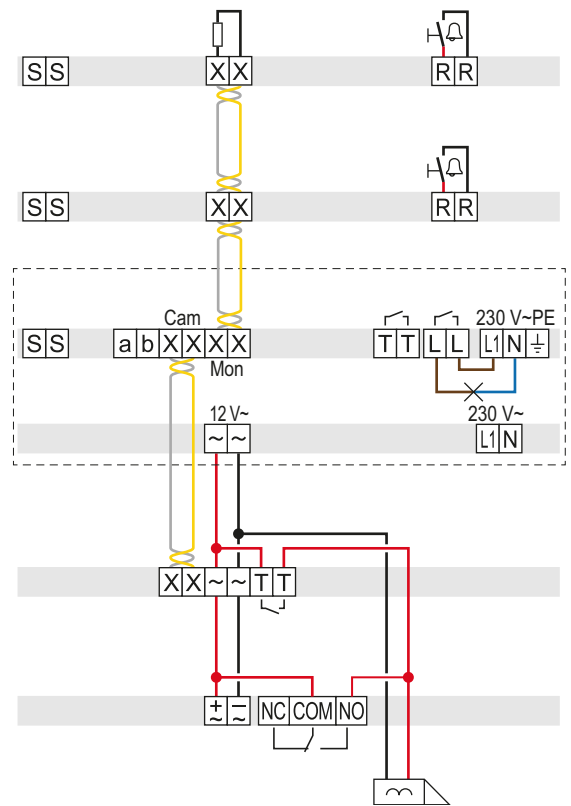 S S X X R R
S S X X R R
Cam 230 V~PE
S S a b X X X X T T L L L1 N
Mon
12 V~ 230 V~
~ ~ L1 N
X X ~ ~ T T
+ ~ − ~ NC COM NO